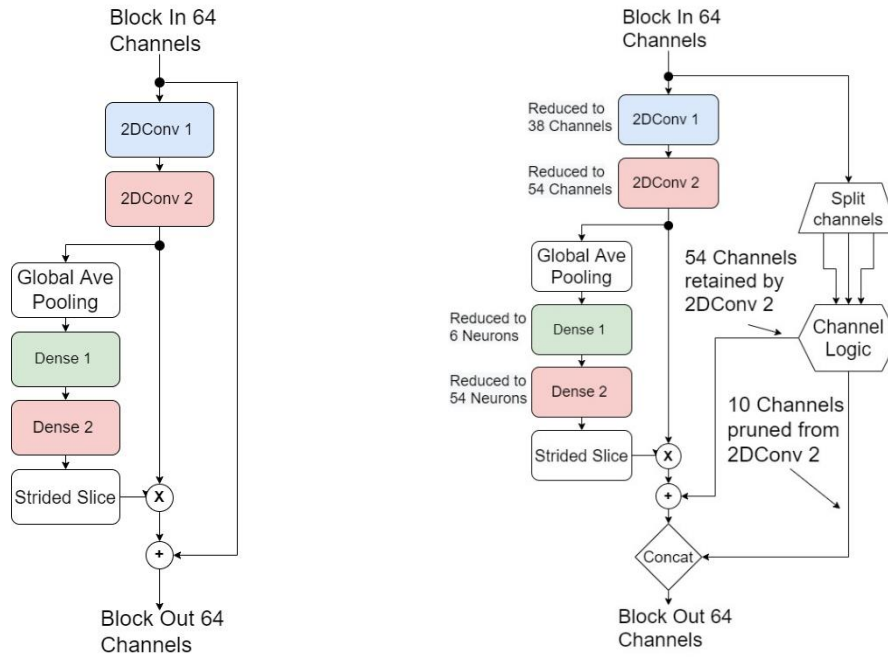 Block In 64
Channels
2DConv 1
2DConv 2
Global Ave
Pooling
Dense 1
Dense 2
Strided Slice
X
+
Block Out 64
Channels
Block In 64
Channels
Reduced to
38 Channels
2DConv 1
Reduced to
54 Channels
2DConv 2
Split
channels
Global Ave
Pooling
54 Channels
retained by
2DConv 2
Reduced to
6 Neurons
Dense 1
Channel
Logic
Reduced to
54 Neurons
Dense 2
10 Channels
pruned from
2DConv 2
Strided Slice
X
+
Concat
Block Out 64
Channels